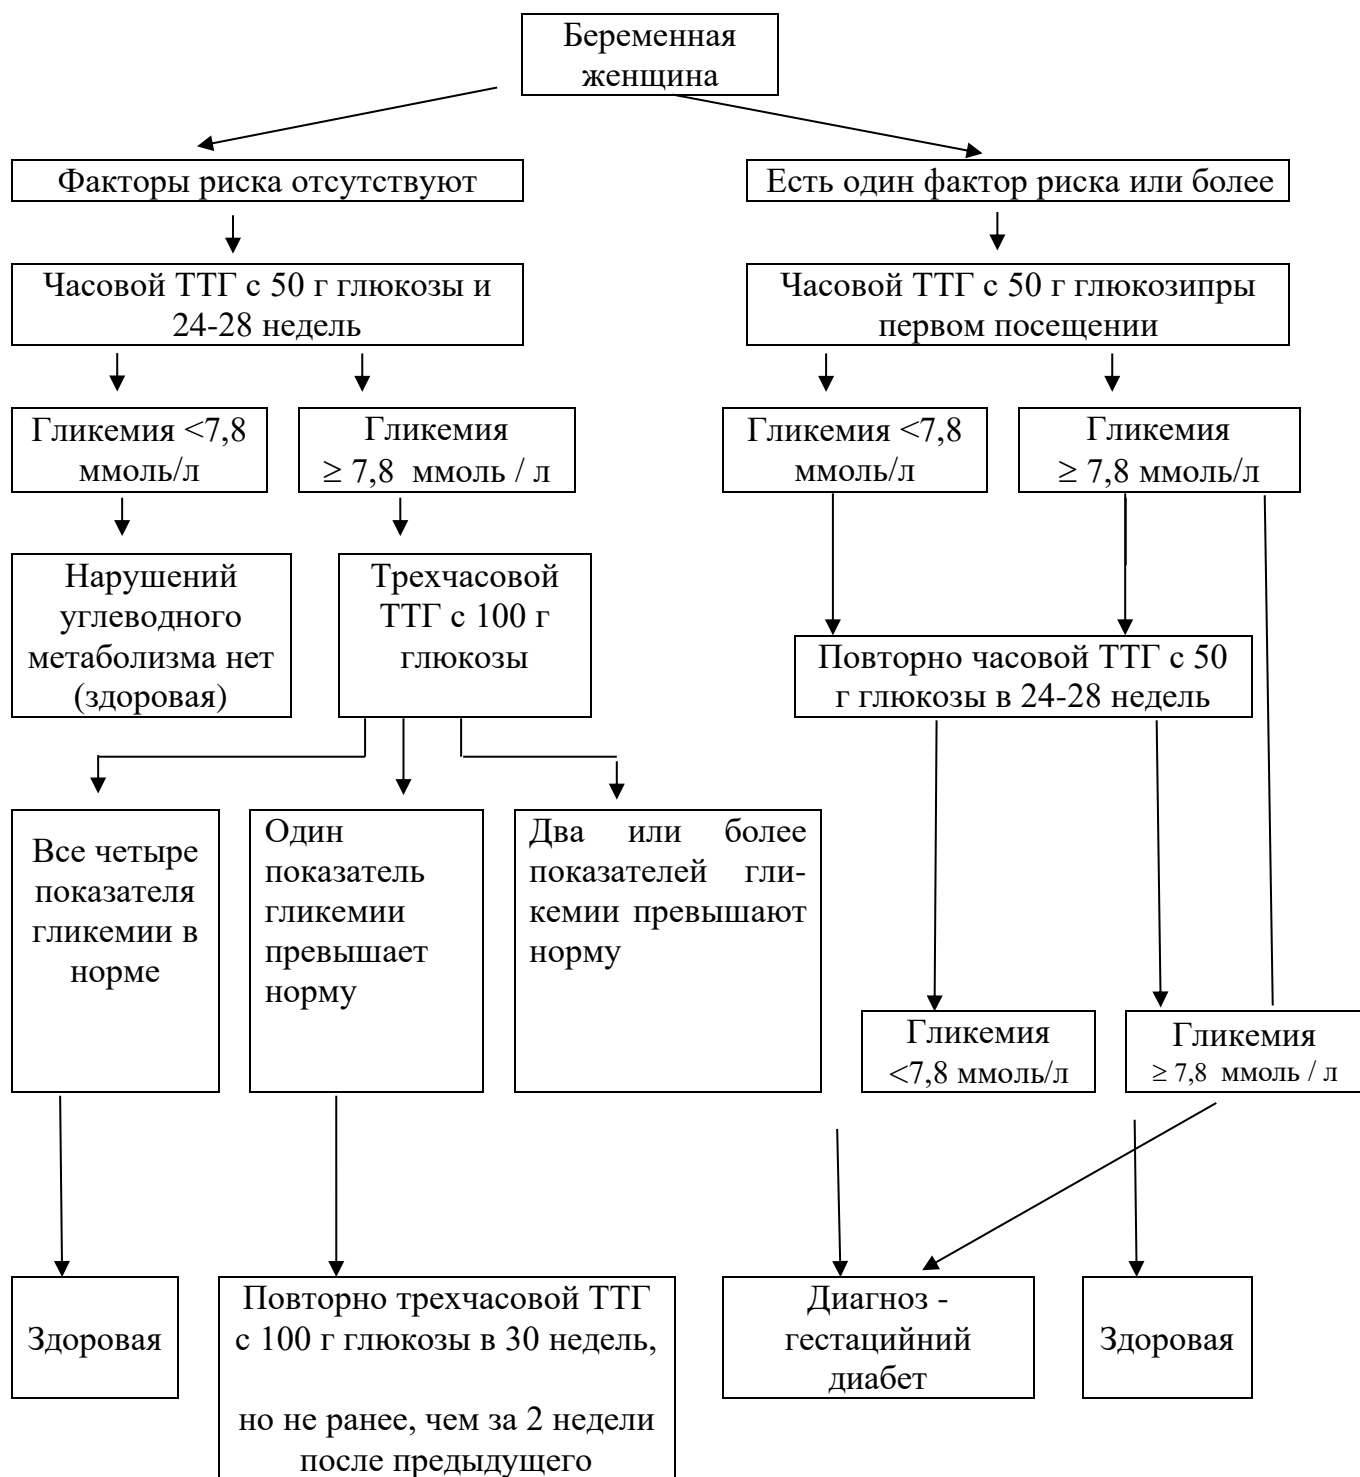 Беременная
женщина
Факторы риска отсутствуют
Есть один фактор риска или более
Часовой ТТГ с 50 г глюкозы и
24-28 недель
Часовой ТТГ с 50 г глюкозипры
первом посещении
Гликемия <7,8
ммоль/л
Гликемия
≥ 7,8 ммоль / л
Гликемия <7,8
ммоль/л
Гликемия
≥ 7,8 ммоль/л
Нарушений
углеводного
метаболизма нет
(здоровая)
Трехчасовой
ТТГ с 100 г
глюкозы
Повторно часовой ТТГ с 50
г глюкозы в 24-28 недель
Все четыре
показателя
гликемии в
норме
Один
показатель
гликемии
превышает
норму
Два или более
показателей гли-
кемии превышают
норму
Гликемия
<7,8 ммоль/л
Гликемия
≥ 7,8 ммоль / л
Здоровая
Повторно трехчасовой ТТГ
с 100 г глюкозы в 30 недель,
но не ранее, чем за 2 недели
после предыдущего
Диагноз -
гестацийний
диабет
Здоровая